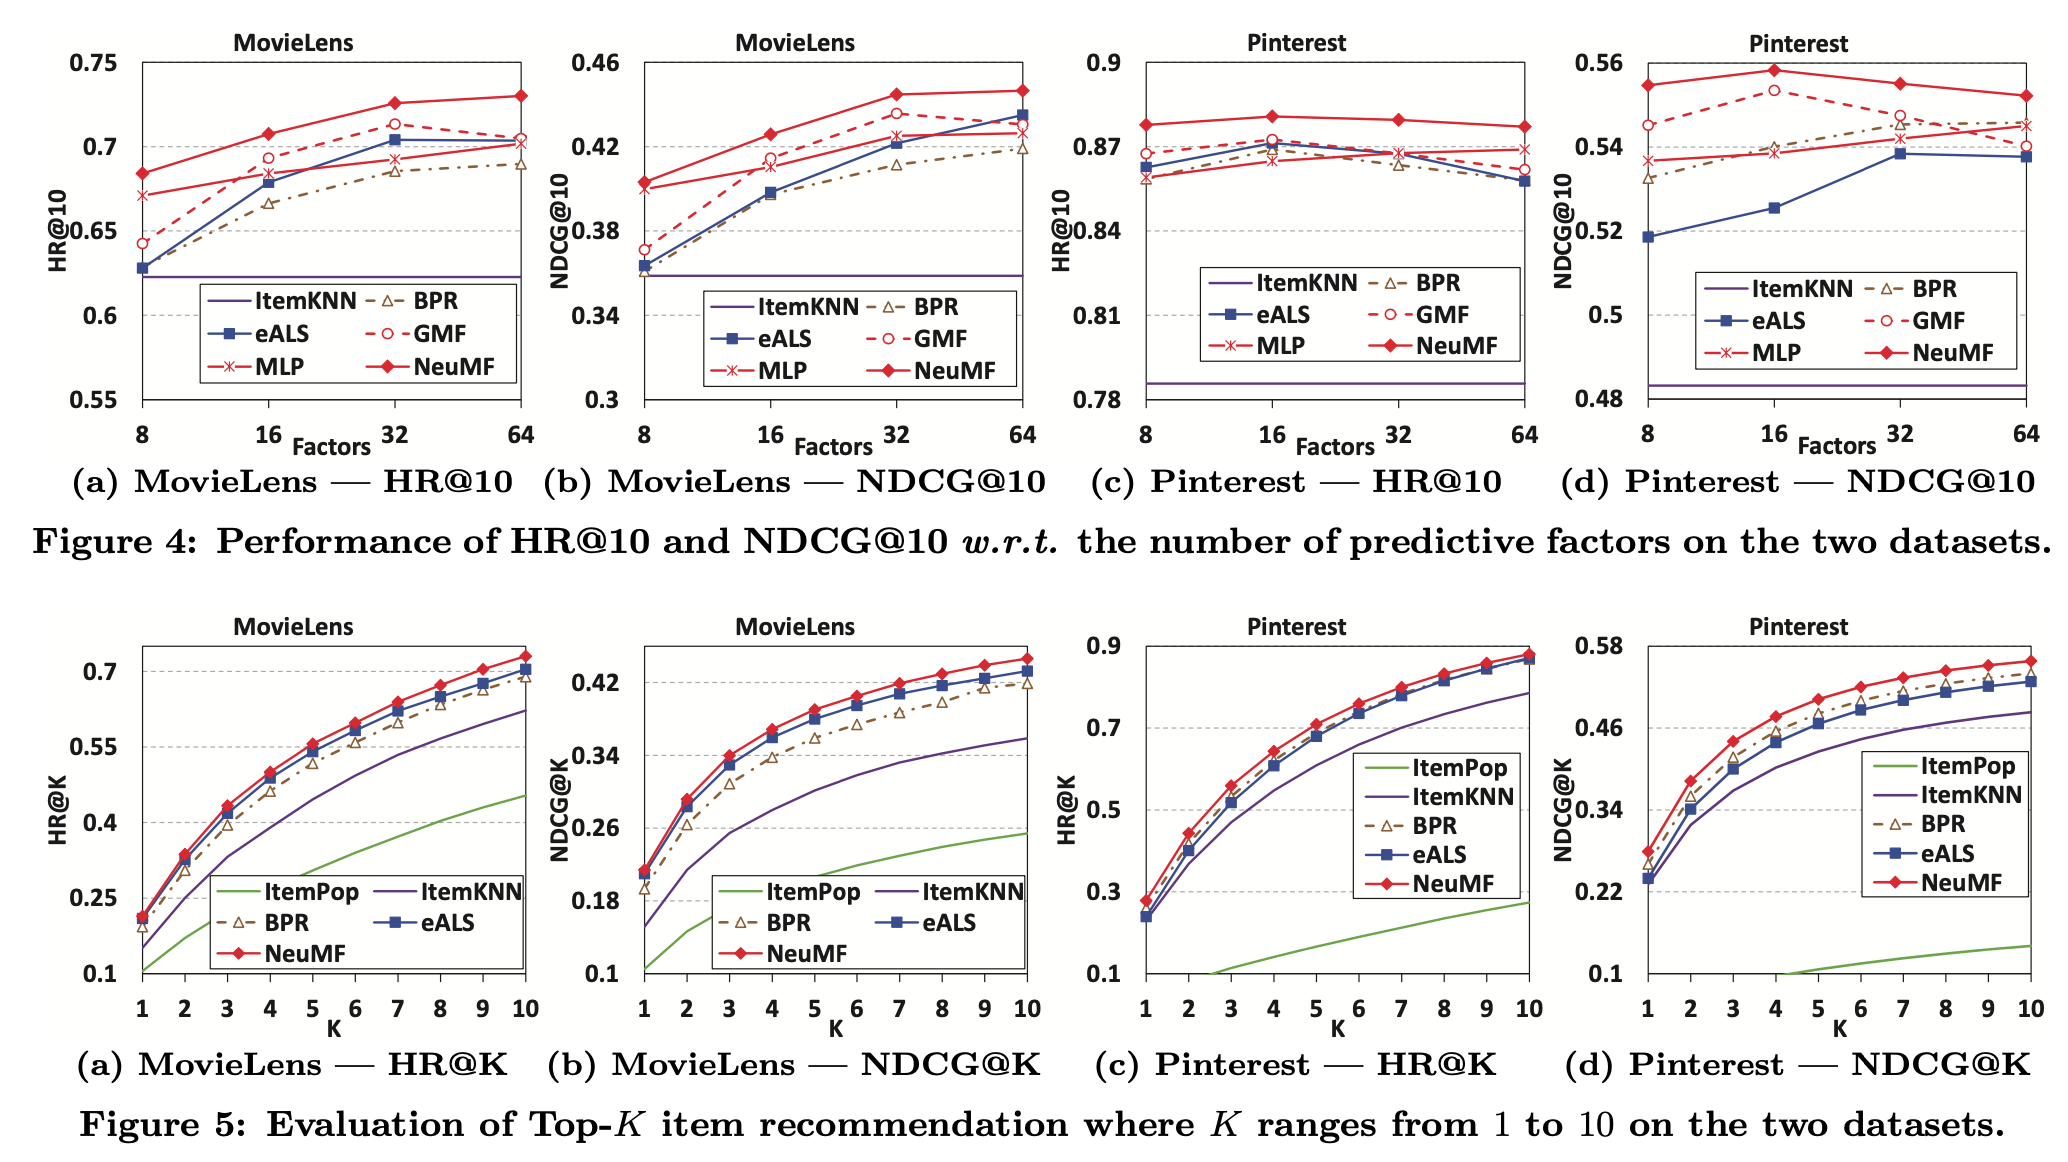 MovieLens
0.75
0.7
0.65
0.6
0.55
HR@10
ItemKNN BPR
eALS GMF
MLP NeuMF
8 16 32 64
Factors
(a) MovieLens — HR@10
MovieLens
0.46
0.42
0.38
0.34
0.3
NDCG@10
ItemKNN BPR
eALS GMF
MLP NeuMF
8 16 32 64
Factors
(b) MovieLens — NDCG@10
Pinterest
0.9
0.87
0.84
0.81
0.78
HR@10
ItemKNN BPR
eALS GMF
MLP NeuMF
8 16 32 64
Factors
(c) Pinterest — HR@10
Pinterest
0.56
0.54
0.52
0.5
0.48
NDCG@10
ItemKNN BPR
eALS GMF
MLP NeuMF
8 16 32 64
Factors
(d) Pinterest — NDCG@10
Figure 4: Performance of HR@10 and NDCG@10 w.r.t. the number of predictive factors on the two datasets.
MovieLens
0.7
0.55
0.4
0.25
0.1
HR@K
ItemPop ItemKNN
BPR eALS
NeuMF
1 2 3 4 5 6 7 8 9 10
K
(a) MovieLens — HR@K
MovieLens
0.42
0.34
0.26
0.18
0.1
NDCG@K
ItemPop ItemKNN
BPR eALS
NeuMF
1 2 3 4 5 6 7 8 9 10
K
(b) MovieLens — NDCG@K
Pinterest
0.9
0.7
0.5
0.3
0.1
HR@K
ItemPop
ItemKNN
BPR
eALS
NeuMF
1 2 3 4 5 6 7 8 9 10
K
(c) Pinterest — HR@K
Pinterest
0.58
0.46
0.34
0.22
0.1
NDCG@K
ItemPop
ItemKNN
BPR
eALS
NeuMF
1 2 3 4 5 6 7 8 9 10
K
(d) Pinterest — NDCG@K
Figure 5: Evaluation of Top-K item recommendation where K ranges from 1 to 10 on the two datasets.